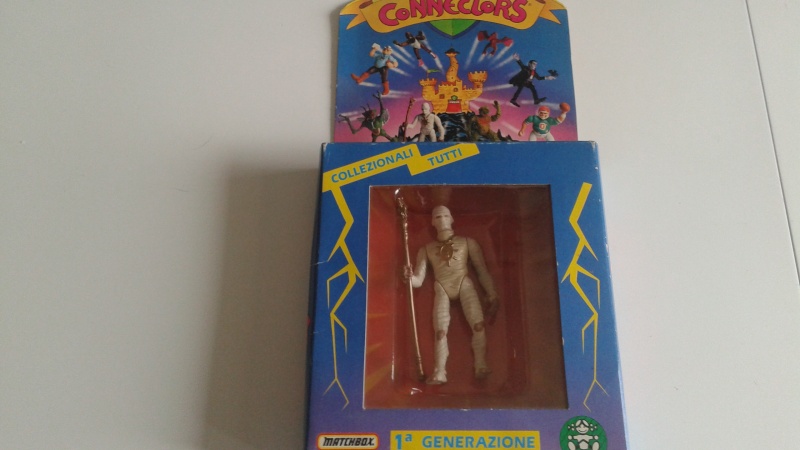 CONNECTORS
COLLEZIONALI
TUTTI
MATCHBOX
1ª GENERAZIONE